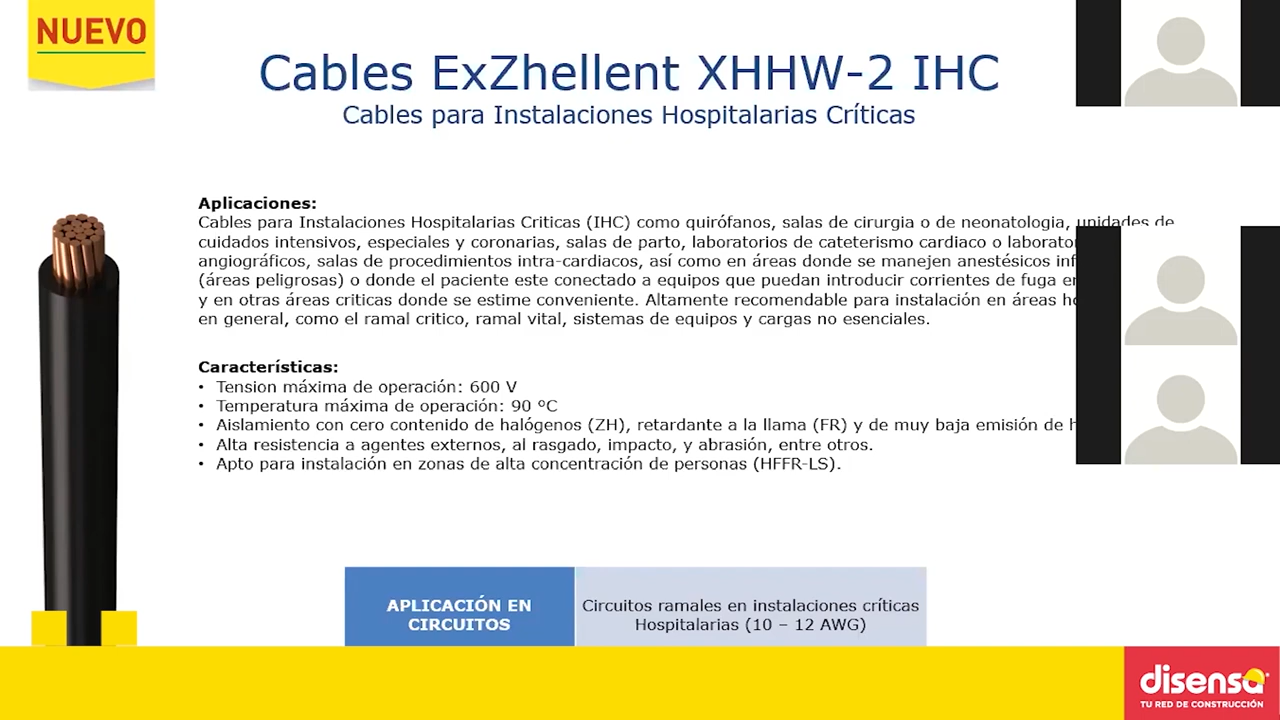 NUEVO
Cables ExZhellent XHHW-2 IHC
Cables para Instalaciones Hospitalarias Críticas
Aplicaciones:
Cables para Instalaciones Hospitalarias Criticas (IHC) como quirófanos, salas de cirurgia o de neonatologia, unidades de
cuidados intensivos, especiales y coronarias, salas de parto, laboratorios de cateterismo cardiaco o
angiográficos, salas de procedimientos intra-cardiacos, así como en áreas donde se manejen anestésicos
(áreas peligrosas) o donde el paciente este conectado a equipos que puedan introducir corrientes de fuga
y en otras áreas criticas donde se estime conveniente. Altamente recomendable para instalación en áreas
en general, como el ramal critico, ramal vital, sistemas de equipos y cargas no esenciales.
Características:
• Tension máxima de operación: 600 V
• Temperatura máxima de operación: 90 ºC
• Aislamiento con cero contenido de halógenos (ZH), retardante a la llama (FR) y de muy baja emisión de
• Alta resistencia a agentes externos, al rasgado, impacto, y abrasión, entre otros.
• Apto para instalación en zonas de alta concentración de personas (HFFR-LS).
APLICACIÓN EN
CIRCUITOS
Circuitos ramales en instalaciones críticas
Hospitalarias (10 – 12 AWG)
disensa
TU RED DE CONSTRUCCIÓN